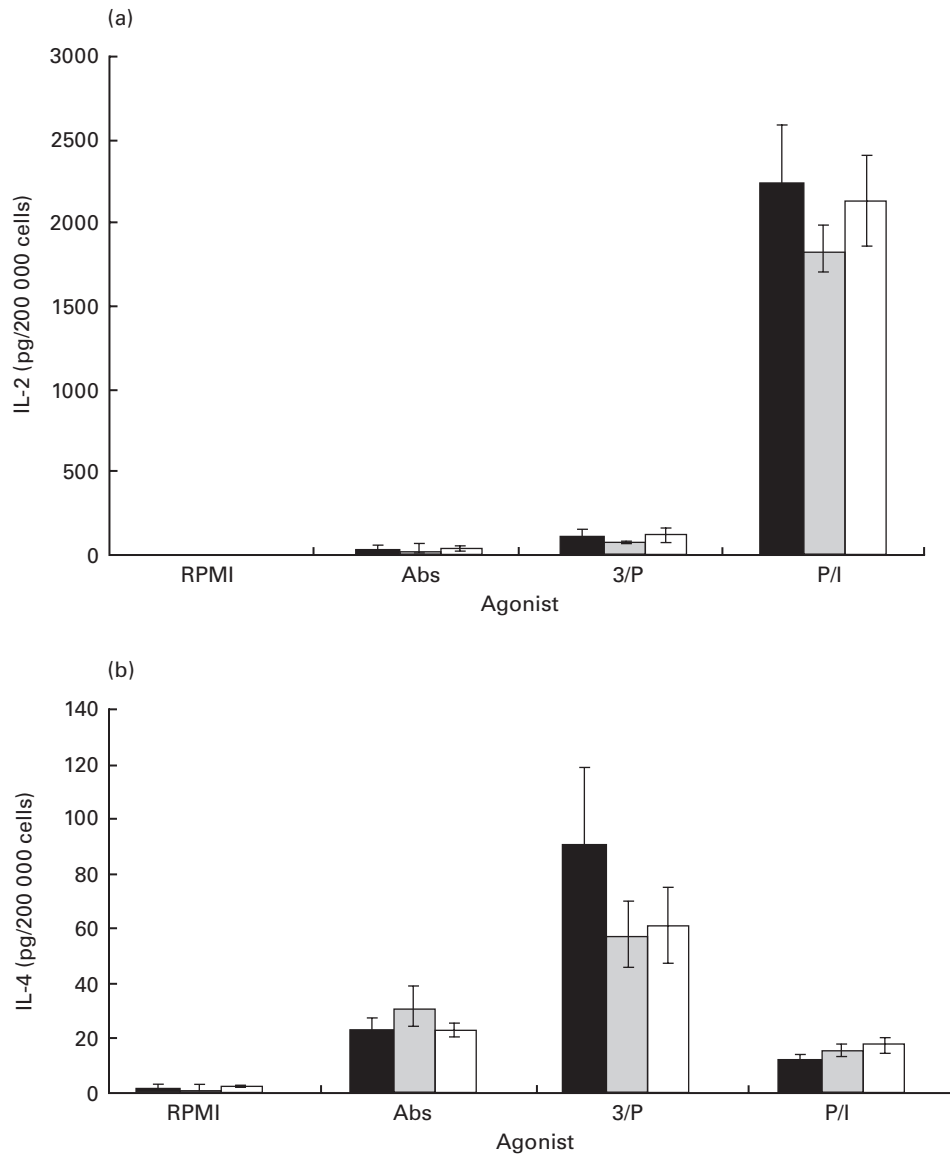 (a)
3000
2500
2000
1500
1000
500
0
IL-2 (pg/200 000 cells)
RPMI Abs 3/P P/I
Agonist
(b)
140
120
100
80
60
40
20
0
IL-4 (pg/200 000 cells)
RPMI Abs 3/P P/I
Agonist